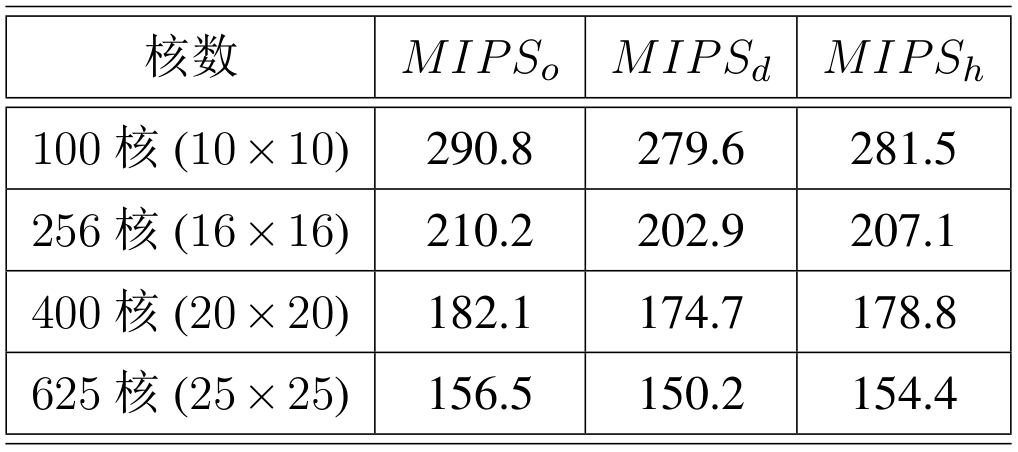 核数 MIPSₒ MIPS_d MIPSₕ
100 核 (10 × 10) 290.8 279.6 281.5
256 核 (16 × 16) 210.2 202.9 207.1
400 核 (20 × 20) 182.1 174.7 178.8
625 核 (25 × 25) 156.5 150.2 154.4